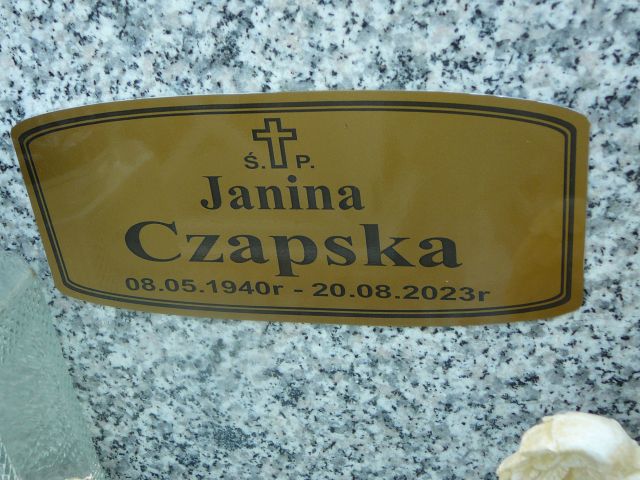 Ś. P.
Janina
Czapska
08.05.1940r - 20.08.2023r